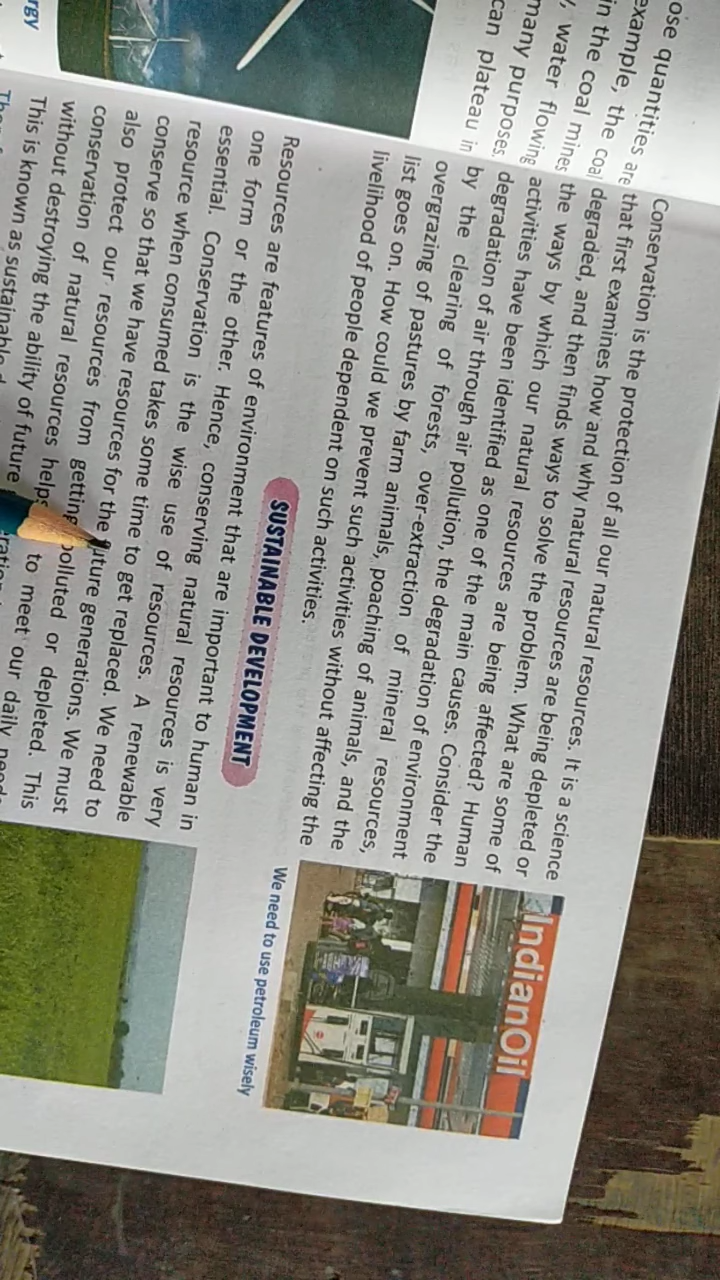 ose quantities are
example, the coal
in the coal mines
y, water flowing
many purposes,
can plateau in
rgy
Conservation is the protection of all our natural resources. It is a science
that first examines how and why natural resources are being depleted or
degraded, and then finds ways to solve the problem. What are some of
the ways by which our natural resources are being affected? Human
activities have been identified as one of the main causes. Consider the
degradation of air through air pollution, the degradation of environment
by the clearing of forests, over-extraction of mineral resources,
overgrazing of pastures by farm animals, poaching of animals, and the
list goes on. How could we prevent such activities without affecting the
livelihood of people dependent on such activities.
IndianOil
We need to use petroleum wisely
SUSTAINABLE DEVELOPMENT
Resources are features of environment that are important to human in
one form or the other. Hence, conserving natural resources is very
essential. Conservation is the wise use of resources. A renewable
resource when consumed takes some time to get replaced. We need to
conserve so that we have resources for the future generations. We must
also protect our resources from getting polluted or depleted. This
conservation of natural resources helps to meet our daily needs
without destroying the ability of future
This is known as sustainable